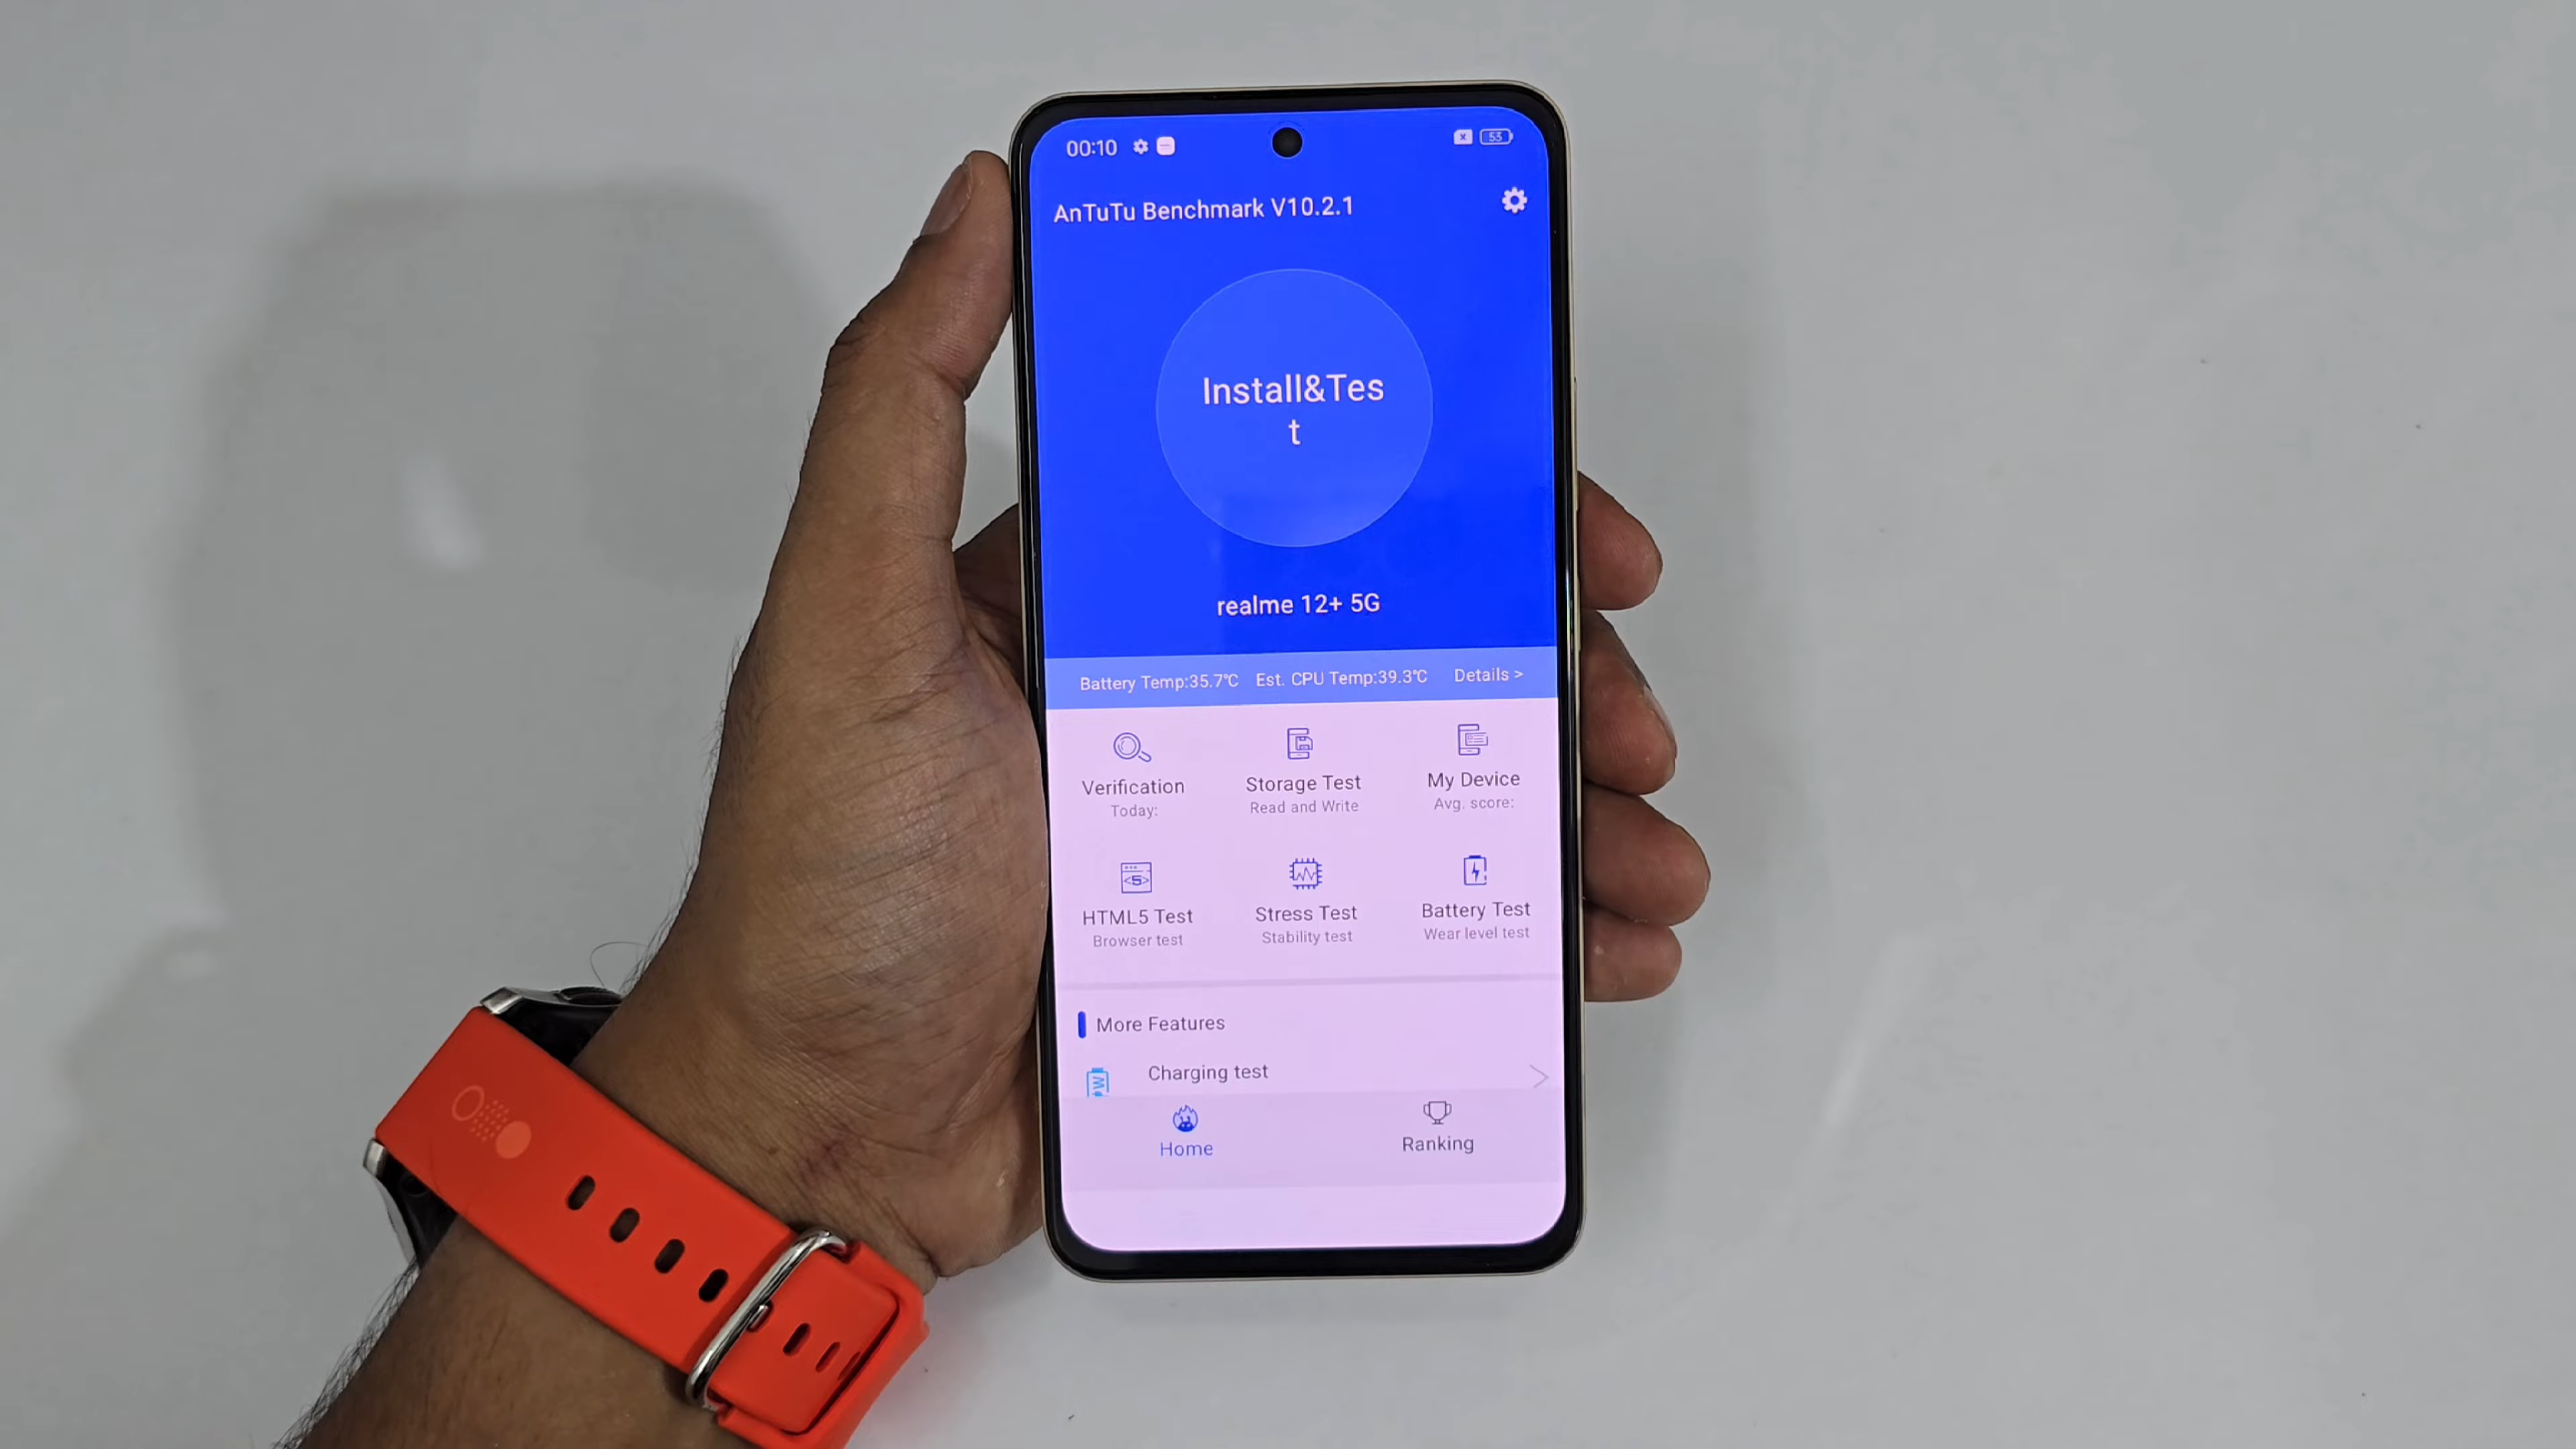 00:10
53
AnTuTu Benchmark V10.2.1
Install&Tes
t
realme 12+ 5G
Battery Temp:35.7℃ Est. CPU Temp:39.3℃ Details >
Verification Storage Test My Device
Today: Read and Write Avg. score:
<5>
HTML5 Test Stress Test Battery Test
Browser test Stability test Wear level test
More Features
W
Charging test >
Home Ranking